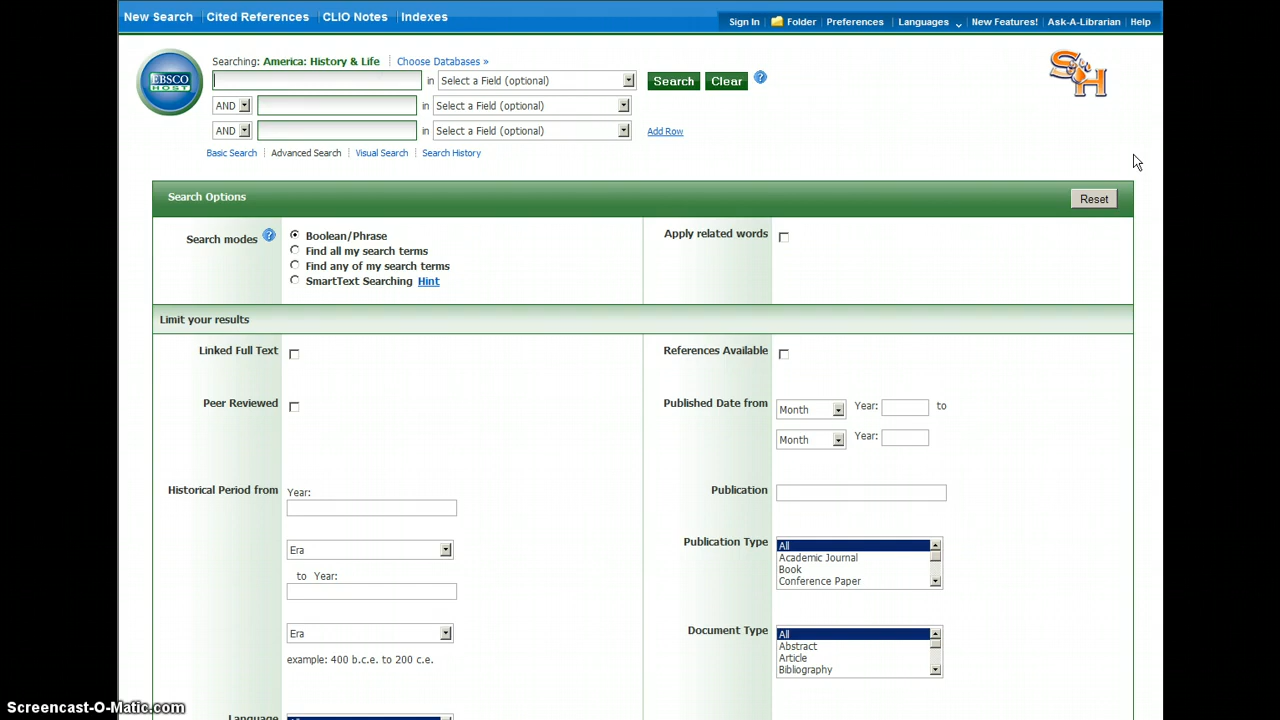 New Search Cited References CLIO Notes Indexes
Sign In Folder Preferences Languages New Features! Ask-A-Librarian Help
Searching: America: History & Life Choose Databases »
EBSCO HOST
in Select a Field (optional) Search Clear ?
SH
AND in Select a Field (optional)
AND in Select a Field (optional) Add Row
Basic Search Advanced Search Visual Search Search History
Search Options Reset
Search modes ? Boolean/Phrase
Find all my search terms
Find any of my search terms
SmartText Searching Hint
Apply related words
Limit your results
Linked Full Text References Available
Peer Reviewed
Published Date from Month Year: to
Month Year:
Historical Period from Year:
Era
to Year:
Era
example: 400 b.c.e. to 200 c.e.
Publication
Publication Type All
Academic Journal
Book
Conference Paper
Document Type All
Abstract
Article
Bibliography
Language
Screencast-O-Matic.com